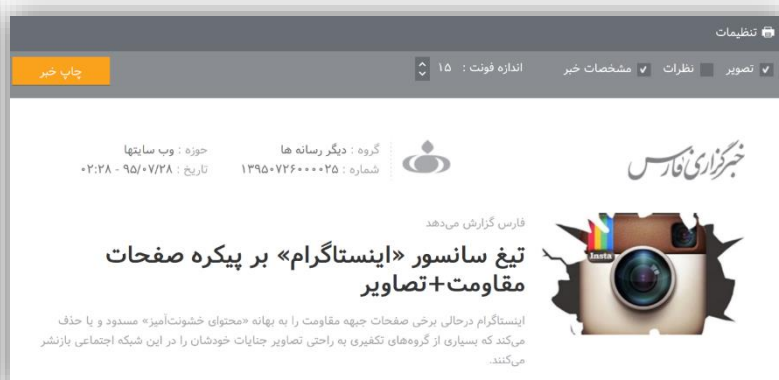 تنظیمات
تصویر نظرات مشخصات خبر اندازه فونت : ۱۵ چاپ خبر
خبرگزاری فارس
گروه : دیگر رسانه ها حوزه : وب سایتها
شماره : ۱۳۹۵۰۷۲۶۰۰۰۰۲۵ تاریخ : ۹۵/۰۷/۲۸ - ۰۲:۲۸
فارس گزارش می‌دهد
تیغ سانسور «اینستاگرام» بر پیکره صفحات
مقاومت+تصاویر
Insta
اینستاگرام درحالی برخی صفحات جبهه مقاومت را به بهانه «محتوای خشونت‌آمیز» مسدود و یا حذف
می‌کند که بسیاری از گروه‌های تکفیری به راحتی تصاویر جنایات خودشان را در این شبکه اجتماعی بازنشر
می‌کنند.